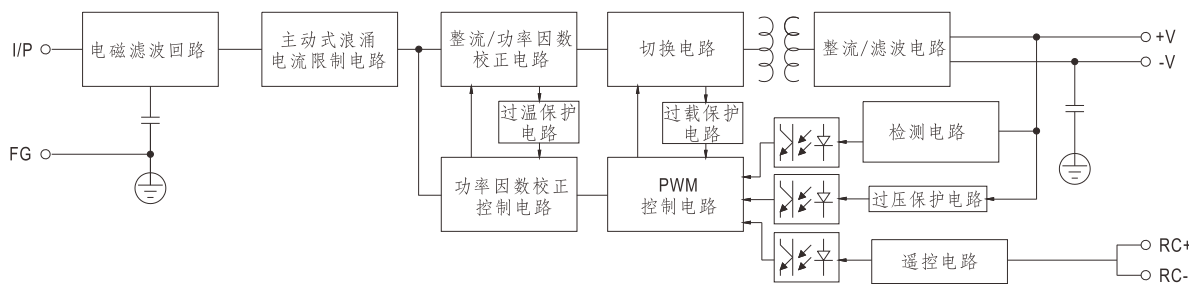 I/P
电磁滤波回路
主动式浪涌
电流限制电路
整流/功率因数
校正电路
切换电路
整流/滤波电路
+V
-V
过温保护
电路
过载保护
电路
检测电路
FG
功率因数校正
控制电路
PWM
控制电路
过压保护电路
遥控电路
RC+
RC-